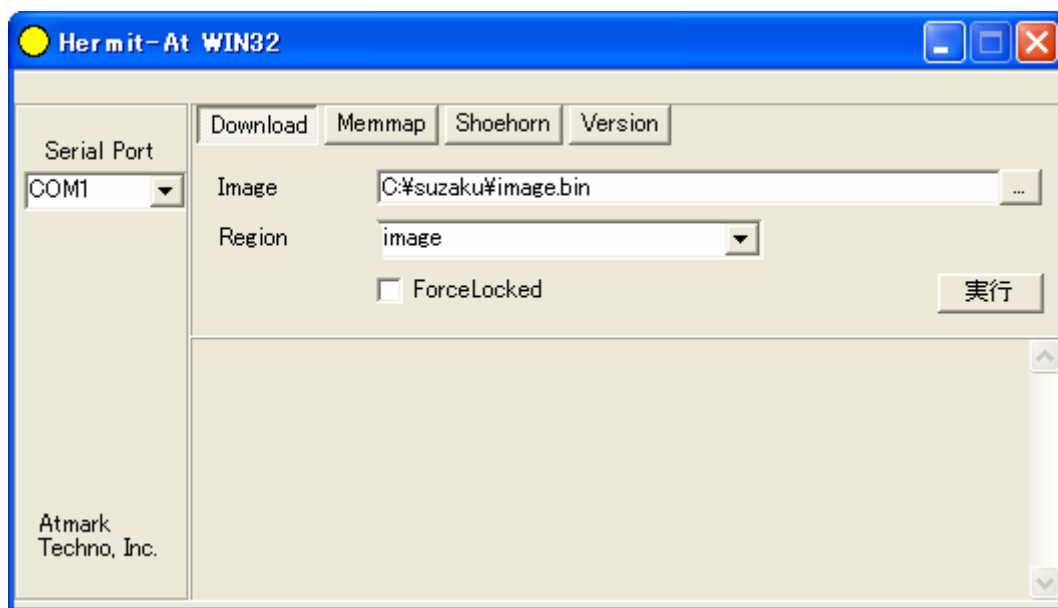 Hermit-At WIN32
Serial Port
COM1
Download Memmap Shoehorn Version
Image C:¥suzaku¥image.bin ...
Region image
ForceLocked 実行
Atmark
Techno, Inc.